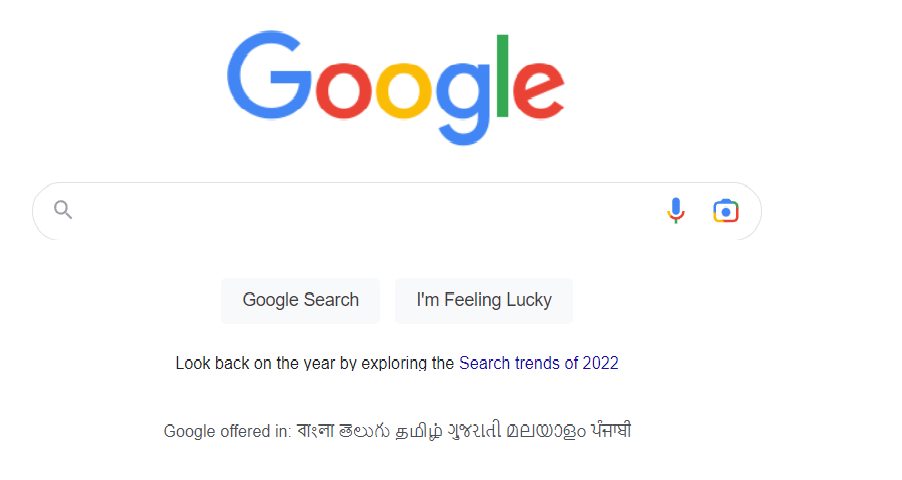 Google
Google Search
I'm Feeling Lucky
Look back on the year by exploring the Search trends of 2022
Google offered in: বাংলা తెలుగు தமிழ் ગુજરાતી മലയാളം ਪੰਜਾਬੀ